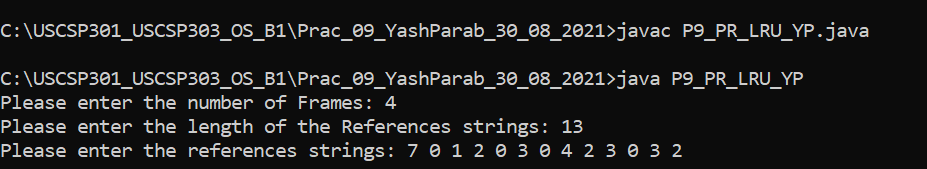 C:\USCSP301_USCSP303_OS_B1\Prac_09_YashParab_30_08_2021>javac P9_PR_LRU_YP.java
C:\USCSP301_USCSP303_OS_B1\Prac_09_YashParab_30_08_2021>java P9_PR_LRU_YP
Please enter the number of Frames: 4
Please enter the length of the References strings: 13
Please enter the references strings: 7 0 1 2 0 3 0 4 2 3 0 3 2